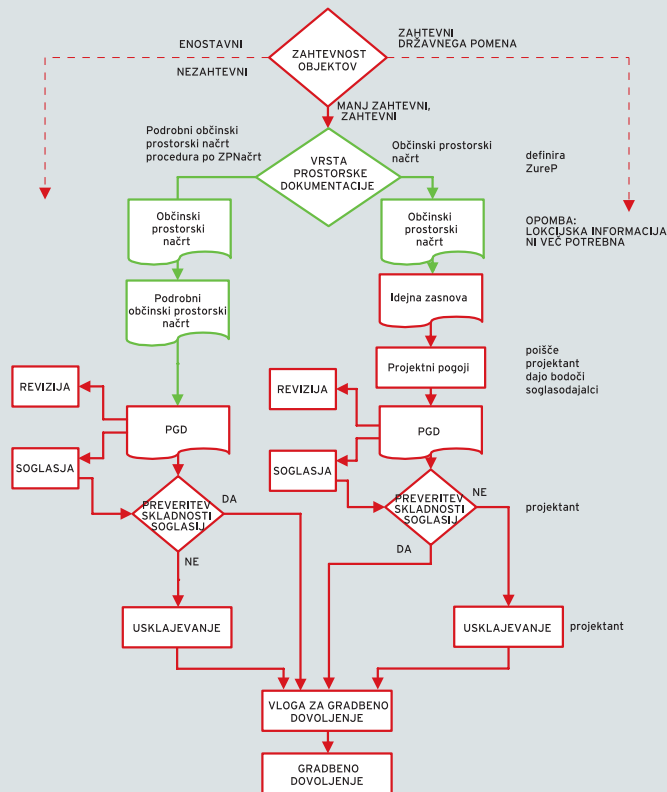 ENOSTAVNI
NEZAHTEVNI
ZAHTEVNOST
OBJEKTOV
ZAHTEVNI
DRŽAVNEGA POMENA
MANJ ZAHTEVNI,
ZAHTEVNI
Podrobni občinski
prostorski načrt
procedura po ZPNačrt
VRSTA
PROSTORSKE
DOKUMENTACIJE
Občinski prostorski
načrt
definira
ZureP
OPOMBA:
LOKCIJSKA INFORMACIJA
NI VEČ POTREBNA
Občinski
prostorski
načrt
Občinski
prostorski
načrt
Podrobni
občinski prostorski
načrt
Idejna zasnova
Projektni pogoji
poišče
projektant
dajo bodoči
soglasodajalci
REVIZIJA
PGD
SOGLASJA
REVIZIJA
PGD
SOGLASJA
PREVERITEV
SKLADNOSTI
SOGLASIJ
DA
NE
PREVERITEV
SKLADNOSTI
SOGLASIJ
NE
DA
projektant
USKLAJEVANJE
USKLAJEVANJE
projektant
VLOGA ZA GRADBENO
DOVOLJENJE
GRADBENO
DOVOLJENJE